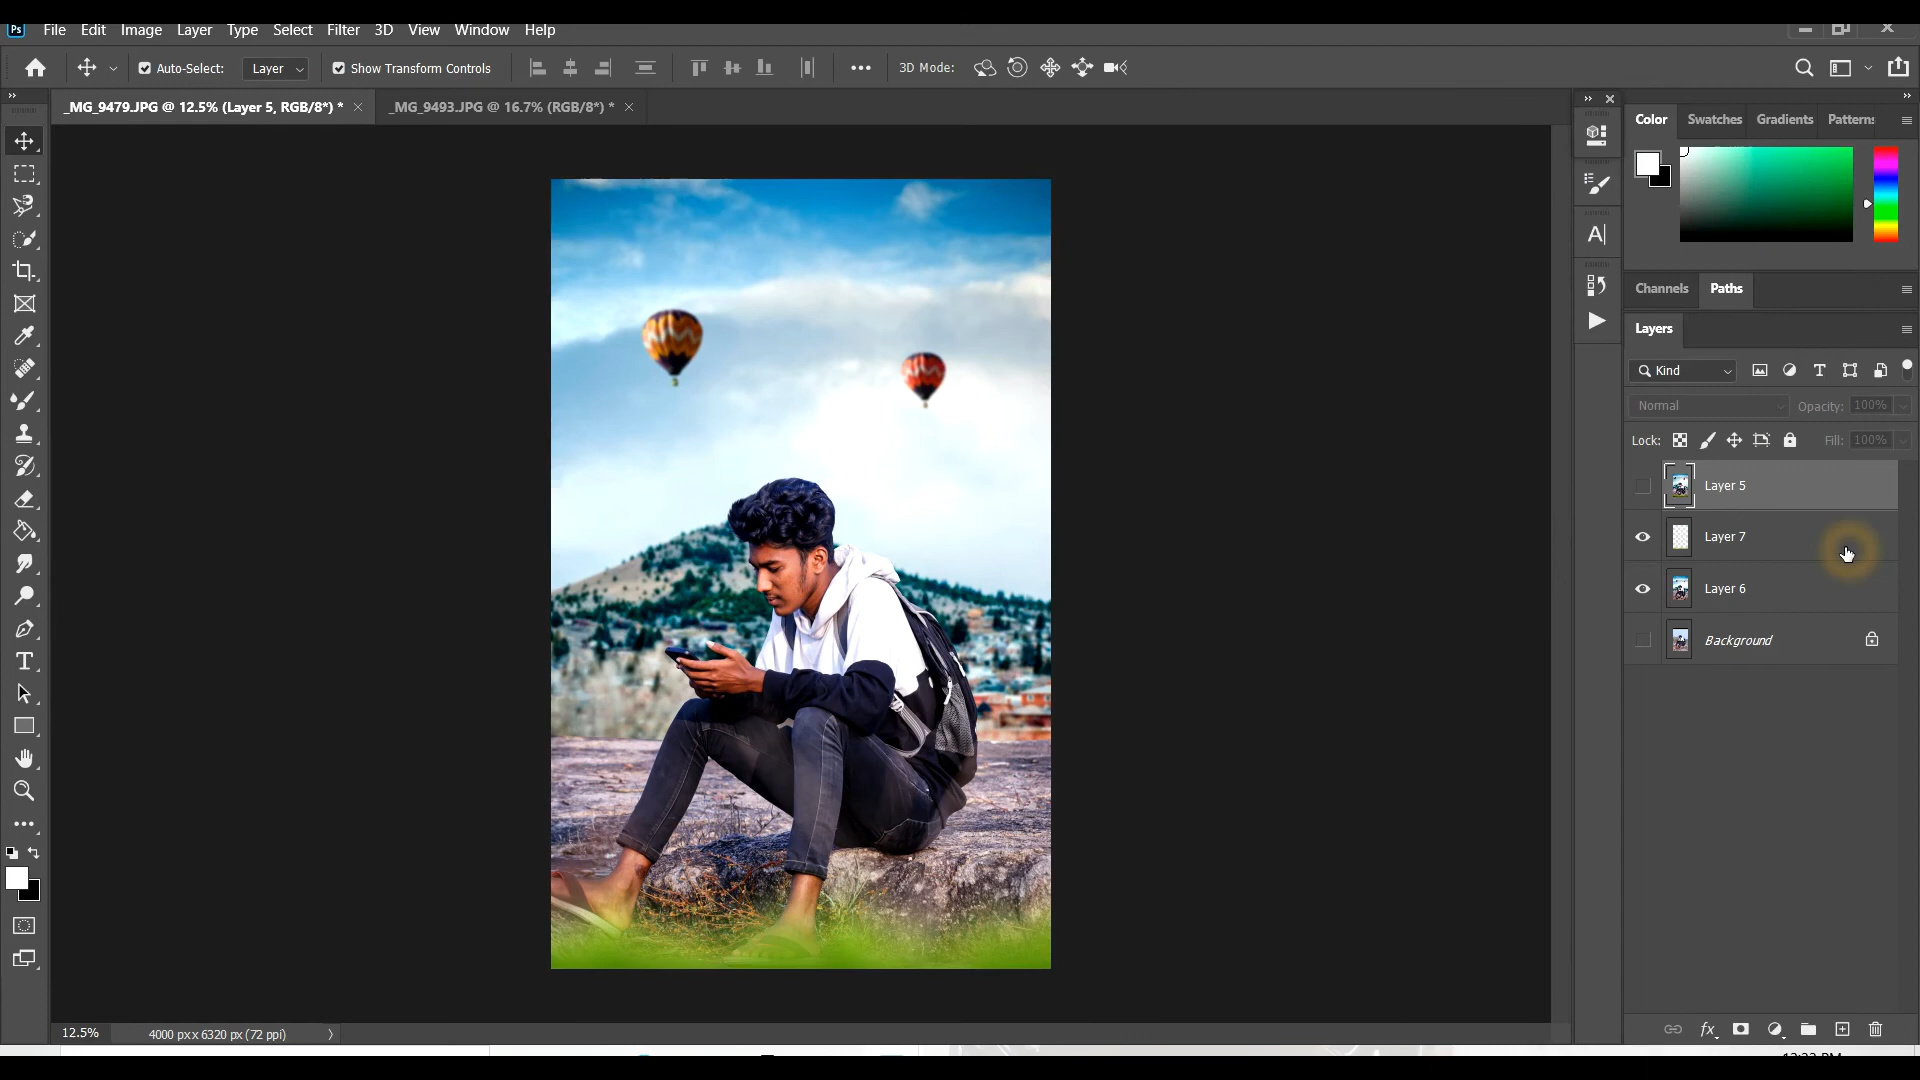 Ps File Edit Image Layer Type Select Filter 3D View Window Help
Auto-Select: Layer Show Transform Controls 3D Mode:
_MG_9479.JPG @ 12.5% (Layer 5, RGB/8*) * _MG_9493.JPG @ 16.7% (RGB/8*) *
Color Swatches Gradients Patterns
Channels Paths
Layers
Kind
Normal Opacity: 100%
Lock: Fill: 100%
Layer 5
Layer 7
Layer 6
Background
12.5% 4000 px x 6320 px (72 ppi)